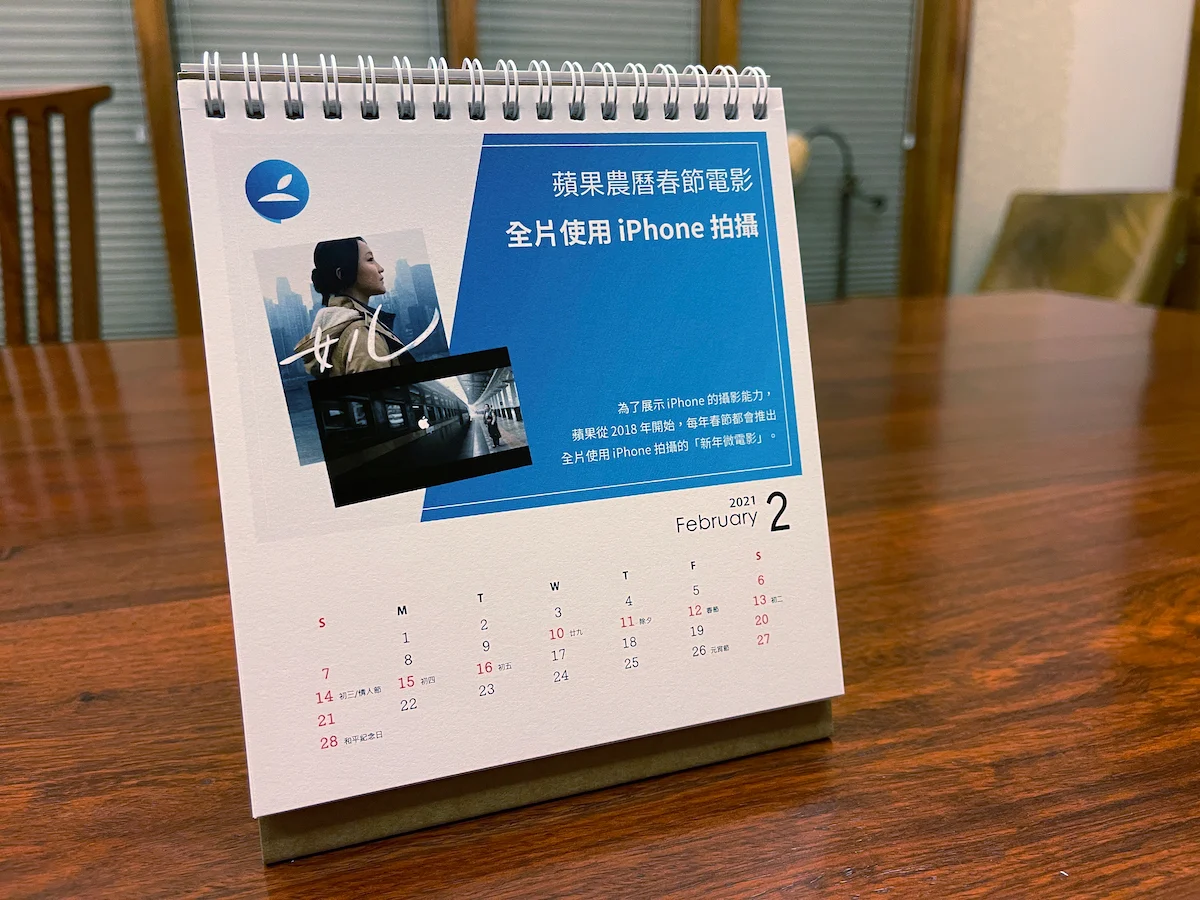 蘋果農曆春節電影
全片使用 iPhone 拍攝
為了展示 iPhone 的攝影能力，
蘋果從 2018 年開始，每年春節都會推出
全片使用 iPhone 拍攝的「新年微電影」。
2021
February 2
S M T W T F S
1 2 3 4 5 6
7 8 9 10 廿九 11 除夕 12 春節 13 初二
14 初三/情人節 15 初四 16 初五 17 18 19 20
21 22 23 24 25 26 元宵節 27
28 和平紀念日